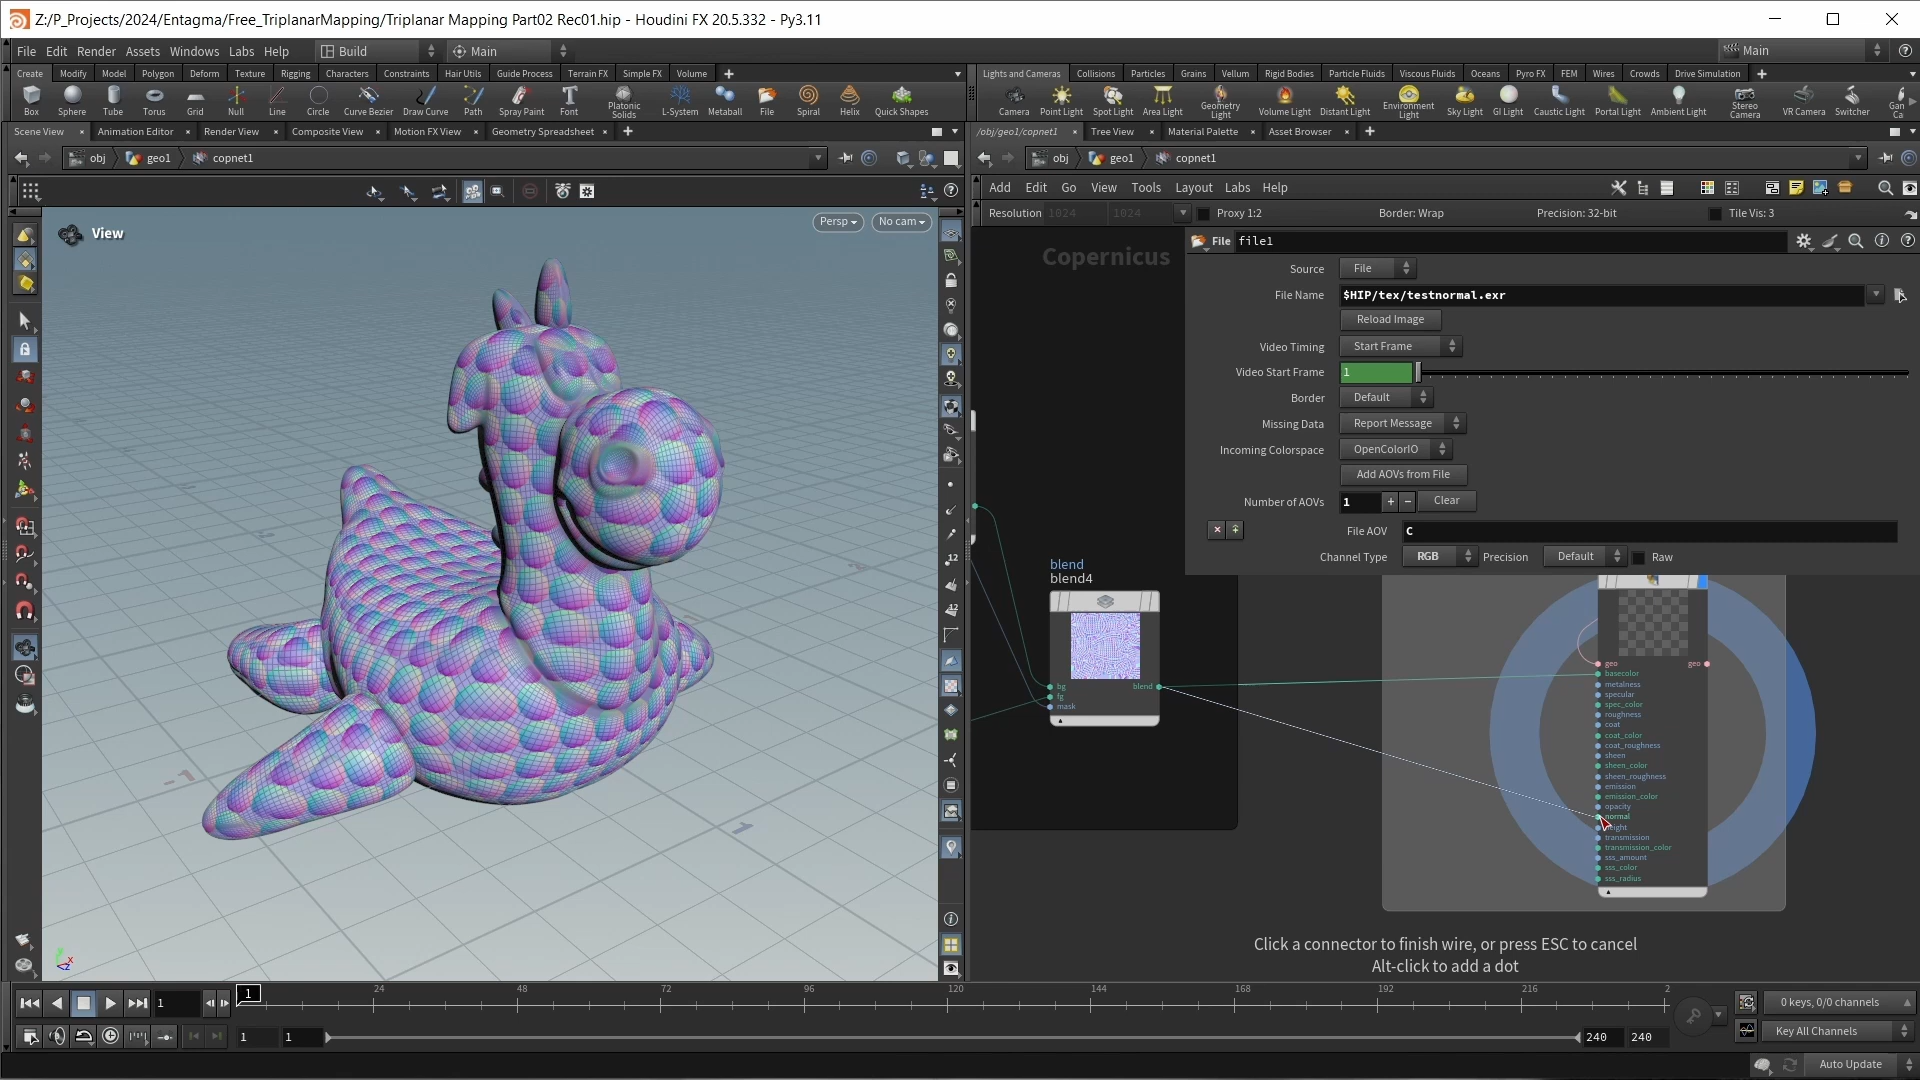 Z:/P_Projects/2024/Entagma/Free_TriplanarMapping/Triplanar Mapping Part02 Rec01.hip - Houdini FX 20.5.332 - Py3.11
File Edit Render Assets Windows Labs Help Build Main Main
Create Modify Model Polygon Deform Texture Rigging Characters Constraints Hair Utils Guide Process Terrain FX Simple FX Volume
Lights and Cameras Collisions Particles Grains Vellum Rigid Bodies Particle Fluids Viscous Fluids Oceans Pyro FX FEM Wires Crowds Drive Simulation
Box Sphere Tube Torus Grid Null Line Circle Curve Bezier Draw Curve Path Spray Paint Font Platonic Solids L-System Metaball File Spiral Helix Quick Shapes
Camera Point Light Spot Light Area Light Geometry Light Volume Light Distant Light Environment Light Sky Light GI Light Caustic Light Portal Light Ambient Light Stereo Camera VR Camera Switcher Gan Ca
Scene View Animation Editor Render View Composite View Motion FX View Geometry Spreadsheet
/obj/geo1/copnet1 Tree View Material Palette Asset Browser
obj geo1 copnet1
obj geo1 copnet1
Add Edit Go View Tools Layout Labs Help
Resolution 1024 1024 Proxy 1:2 Border: Wrap Precision: 32-bit Tile Vis: 3
View
Persp No cam
Copernicus
File file1
Source File
File Name $HIP/tex/testnormal.exr
Reload Image
Video Timing Start Frame
Video Start Frame 1
Border Default
Missing Data Report Message
Incoming Colorspace OpenColorIO
Add AOVs from File
Number of AOVs 1 + - Clear
File AOV C
Channel Type RGB Precision Default Raw
blend
blend4
bg
fg
mask
blend
geo geo
basecolor
metalness
specular
spec_color
roughness
coat
coat_color
coat_roughness
sheen
sheen_color
sheen_roughness
emission
emission_color
opacity
normal
height
transmission
transmission_color
sss_amount
sss_color
sss_radius
Click a connector to finish wire, or press ESC to cancel
Alt-click to add a dot
1 1 24 48 72 96 120 144 168 192 216 2
0 keys, 0/0 channels
1 1 240 240
Key All Channels
Auto Update